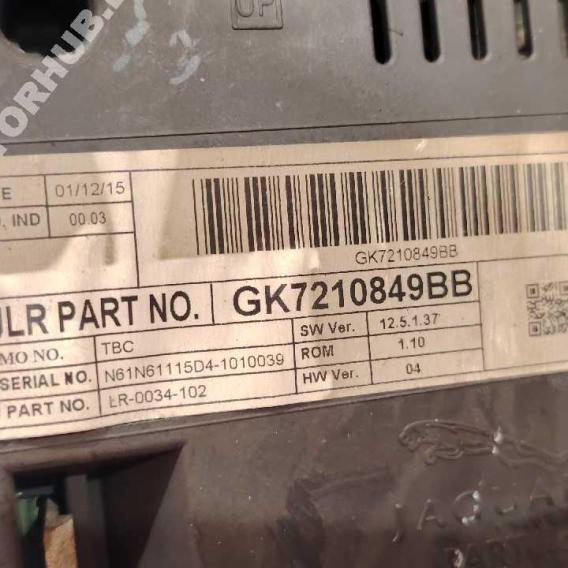 UP
01/12/15
IND 00.03
GK7210849BB
JLR PART NO. GK7210849BB
MO NO. TBC SW Ver. 12.5.1.37
SERIAL NO. N61N61115D4-1010039 ROM 1.10
PART NO. LR-0034-102 HW Ver. 04
JAGUA